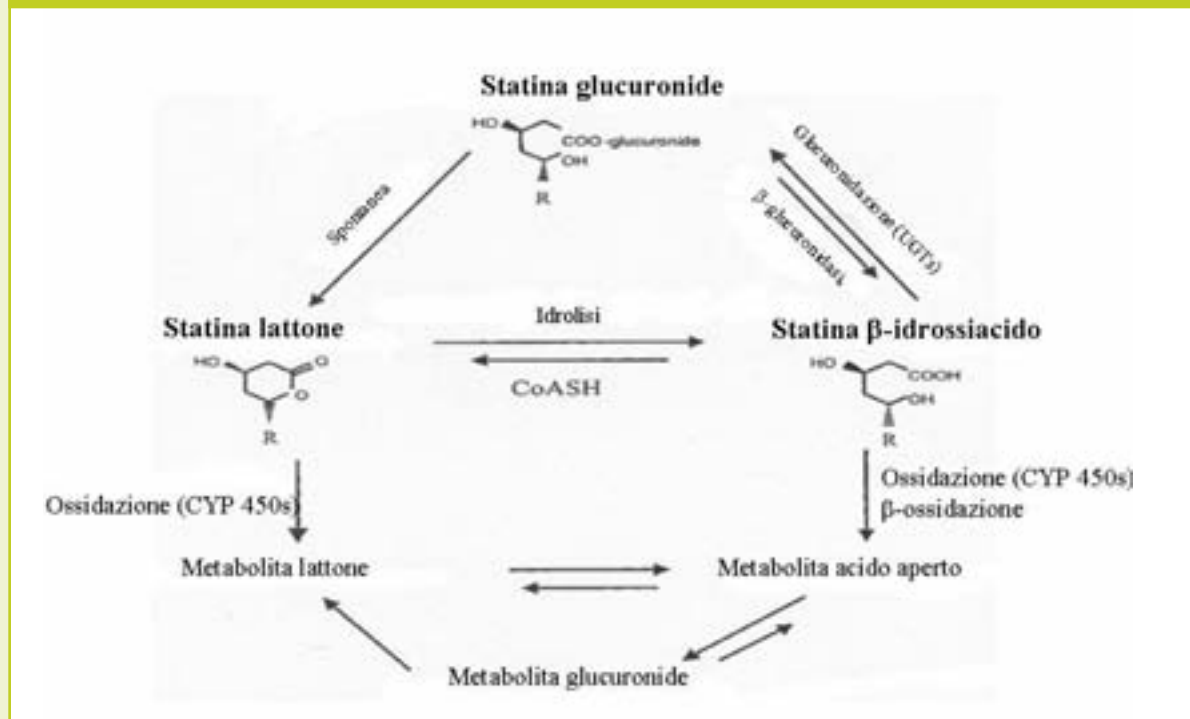 Statina glucuronide
HO
COO-glucuronide
OH
R
Spontanea
Glucuronidazione (UGTs)
β-glucuronidasi
Statina lattone
Idrolisi
Statina β-idrossiacido
HO
O
O
R
CoASH
HO
COOH
OH
R
Ossidazione (CYP 450s)
Ossidazione (CYP 450s)
β-ossidazione
Metabolita lattone
Metabolita acido aperto
Metabolita glucuronide